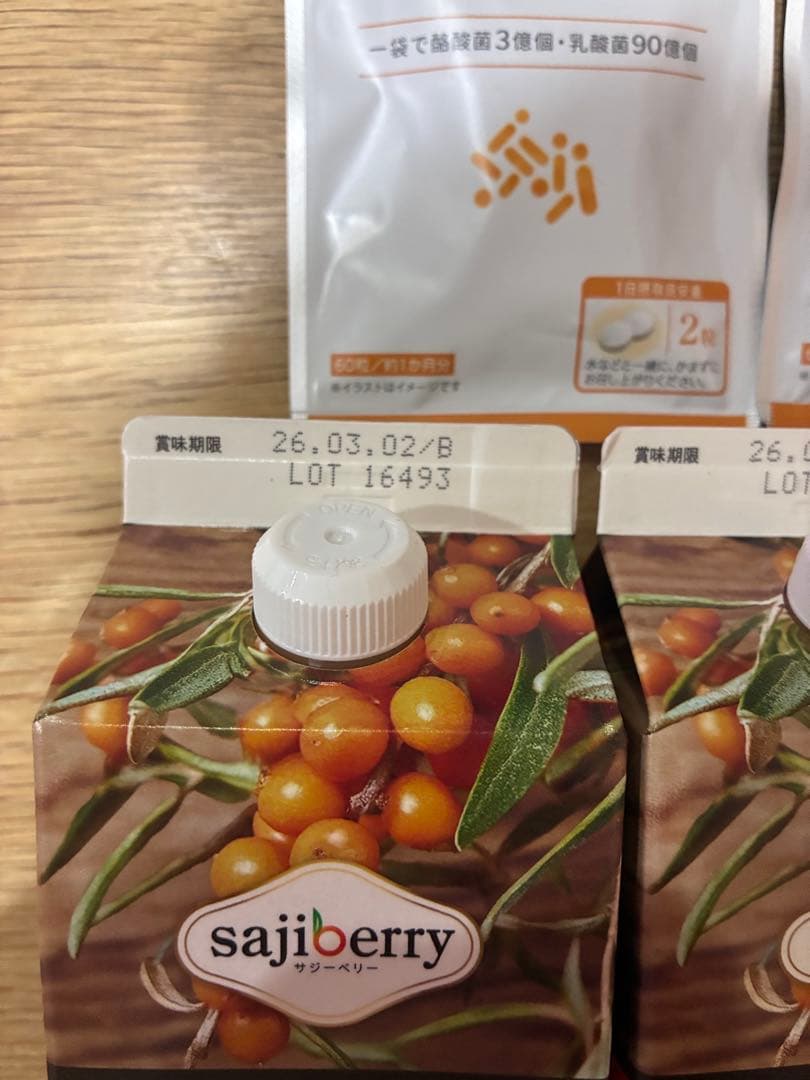 一袋で酪酸菌3億個・乳酸菌90億個
1日摂取目安量
2粒
水などと一緒に、かまずに
お召し上がりください。
60粒/約1か月分
※イラストはイメージです
賞味期限 26.03.02/B
LOT 16493
賞味期限 26.0
LOT
OPEN
sajiberry
サジーベリー